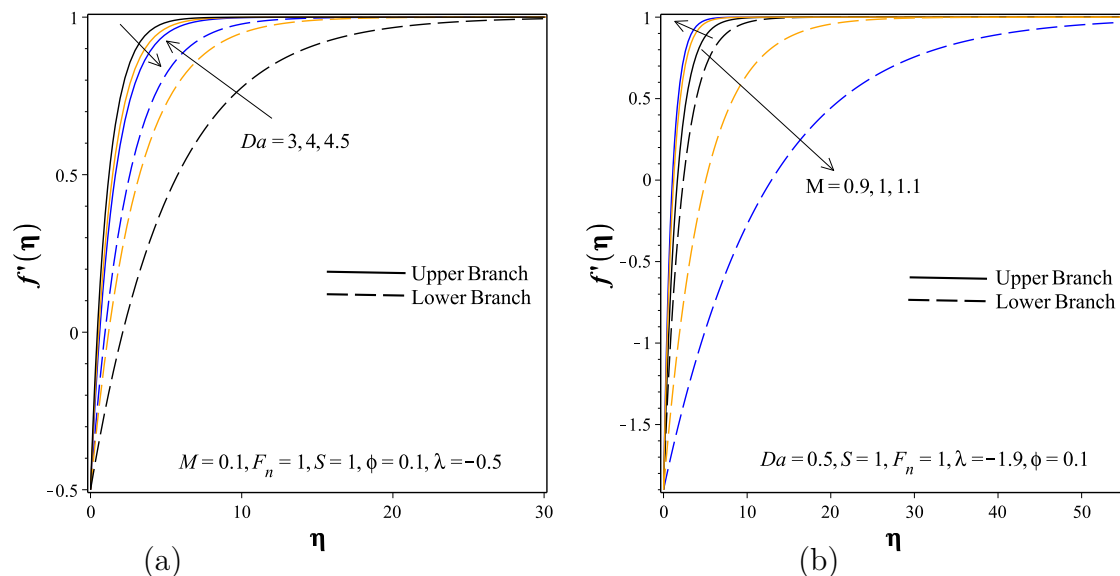 1
0.5
0
−0.5
0
10
20
30
f'(η)
η
Da = 3, 4, 4.5
Upper Branch
Lower Branch
M = 0.1, F_n = 1, S = 1, ϕ = 0.1, λ = −0.5
(a)
1
0.5
0
−0.5
−1
−1.5
0
10
20
30
40
50
f'(η)
η
M = 0.9, 1, 1.1
Upper Branch
Lower Branch
Da = 0.5, S = 1, F_n = 1, λ = −1.9, ϕ = 0.1
(b)